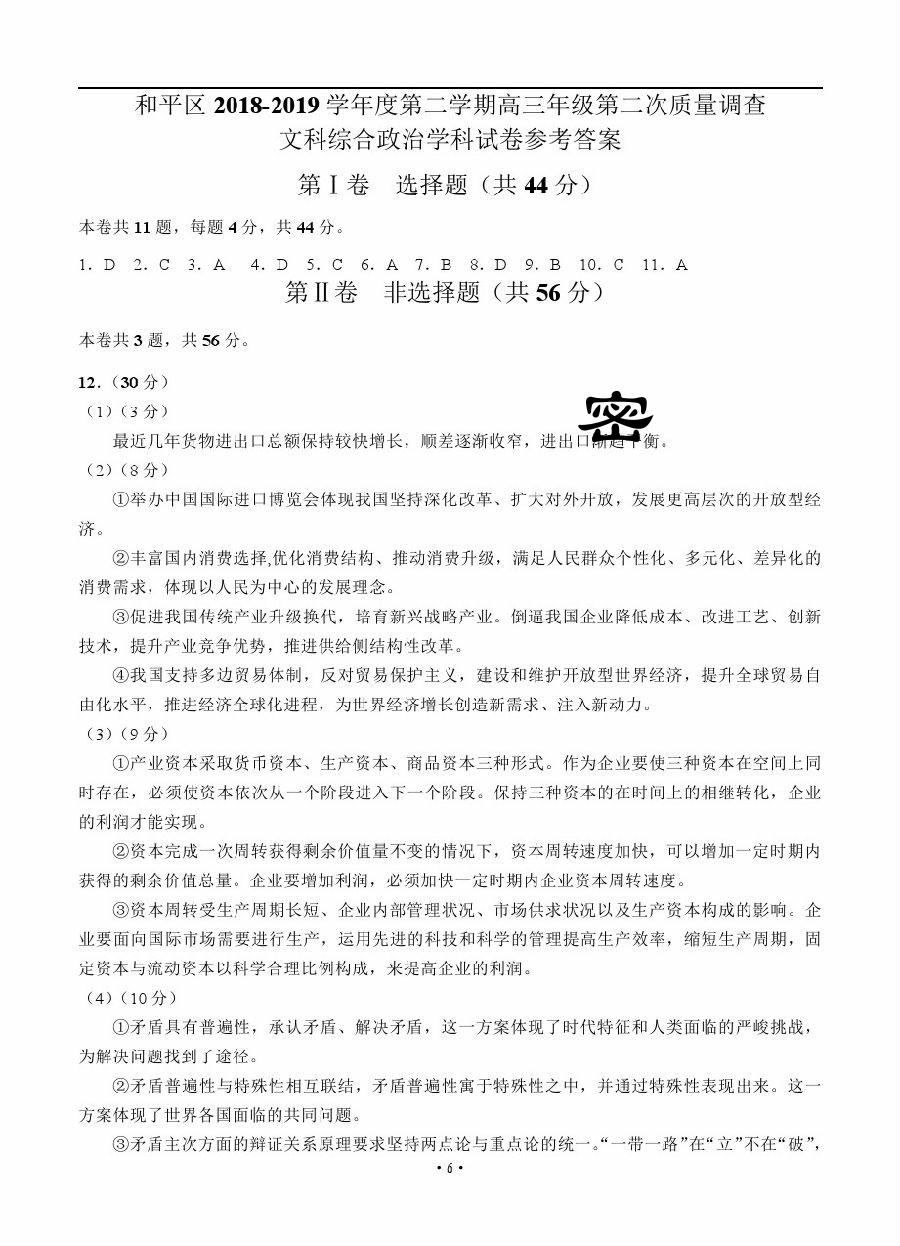 和平区 2018-2019 学年度第二学期高三年级第二次质量调查
文科综合政治学科试卷参考答案
第Ⅰ卷　选择题（共 44 分）
本卷共 11 题，每题 4 分，共 44 分。
1．D 2．C 3．A 4．D 5．C 6．A 7．B 8．D 9．B 10．C 11．A
第Ⅱ卷　非选择题（共 56 分）
本卷共 3 题，共 56 分。
12．（30 分）
（1）（3 分）
最近几年货物进出口总额保持较快增长，顺差逐渐收窄，进出口渐趋平衡。
密
（2）（8 分）
①举办中国国际进口博览会体现我国坚持深化改革、扩大对外开放，发展更高层次的开放型经
济。
②丰富国内消费选择,优化消费结构、推动消费升级，满足人民群众个性化、多元化、差异化的
消费需求，体现以人民为中心的发展理念。
③促进我国传统产业升级换代，培育新兴战略产业。倒逼我国企业降低成本、改进工艺、创新
技术，提升产业竞争优势，推进供给侧结构性改革。
④我国支持多边贸易体制，反对贸易保护主义，建设和维护开放型世界经济，提升全球贸易自
由化水平，推进经济全球化进程，为世界经济增长创造新需求、注入新动力。
（3）（9 分）
①产业资本采取货币资本、生产资本、商品资本三种形式。作为企业要使三种资本在空间上同
时存在，必须使资本依次从一个阶段进入下一个阶段。保持三种资本的在时间上的相继转化，企业
的利润才能实现。
②资本完成一次周转获得剩余价值量不变的情况下，资本周转速度加快，可以增加一定时期内
获得的剩余价值总量。企业要增加利润，必须加快一定时期内企业资本周转速度。
③资本周转受生产周期长短、企业内部管理状况、市场供求状况以及生产资本构成的影响。企
业要面向国际市场需要进行生产，运用先进的科技和科学的管理提高生产效率，缩短生产周期，固
定资本与流动资本以科学合理比例构成，来提高企业的利润。
（4）（10 分）
①矛盾具有普遍性，承认矛盾、解决矛盾，这一方案体现了时代特征和人类面临的严峻挑战，
为解决问题找到了途径。
②矛盾普遍性与特殊性相互联结，矛盾普遍性寓于特殊性之中，并通过特殊性表现出来。这一
方案体现了世界各国面临的共同问题。
③矛盾主次方面的辩证关系原理要求坚持两点论与重点论的统一。“一带一路”在“立”不在“破”，
·6·